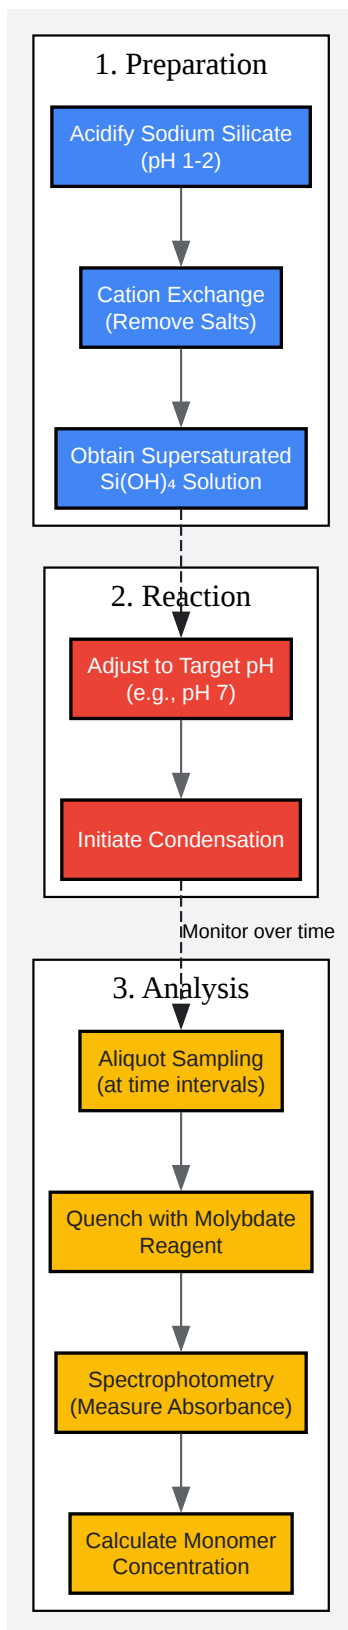 1. Preparation
Acidify Sodium Silicate
(pH 1-2)
Cation Exchange
(Remove Salts)
Obtain Supersaturated
Si(OH)₄ Solution
2. Reaction
Adjust to Target pH
(e.g., pH 7)
Initiate Condensation
Monitor over time
3. Analysis
Aliquot Sampling
(at time intervals)
Quench with Molybdate
Reagent
Spectrophotometry
(Measure Absorbance)
Calculate Monomer
Concentration